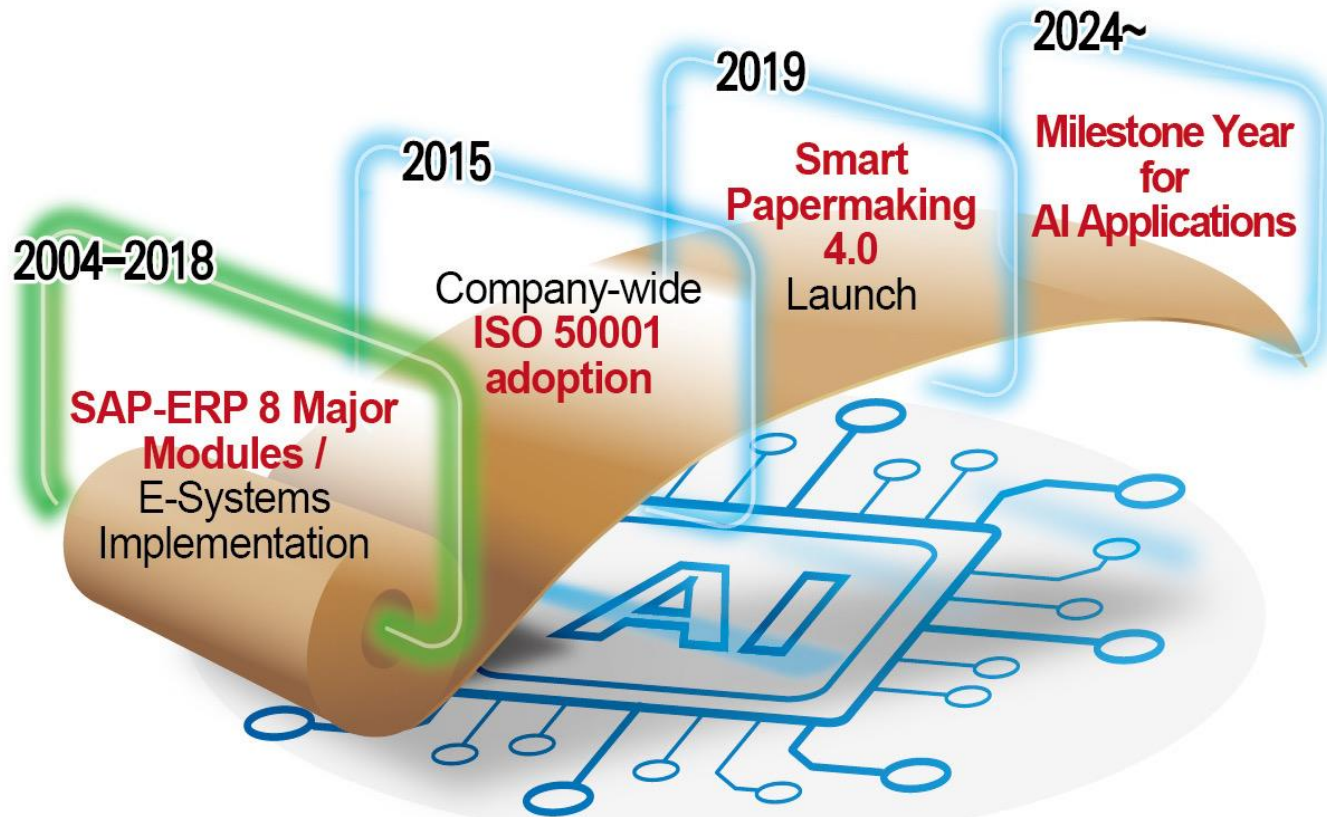 2004–2018
SAP-ERP 8 Major
Modules /
E-Systems
Implementation
2015
Company-wide
ISO 50001
adoption
2019
Smart
Papermaking
4.0
Launch
2024~
Milestone Year
for
AI Applications
AI